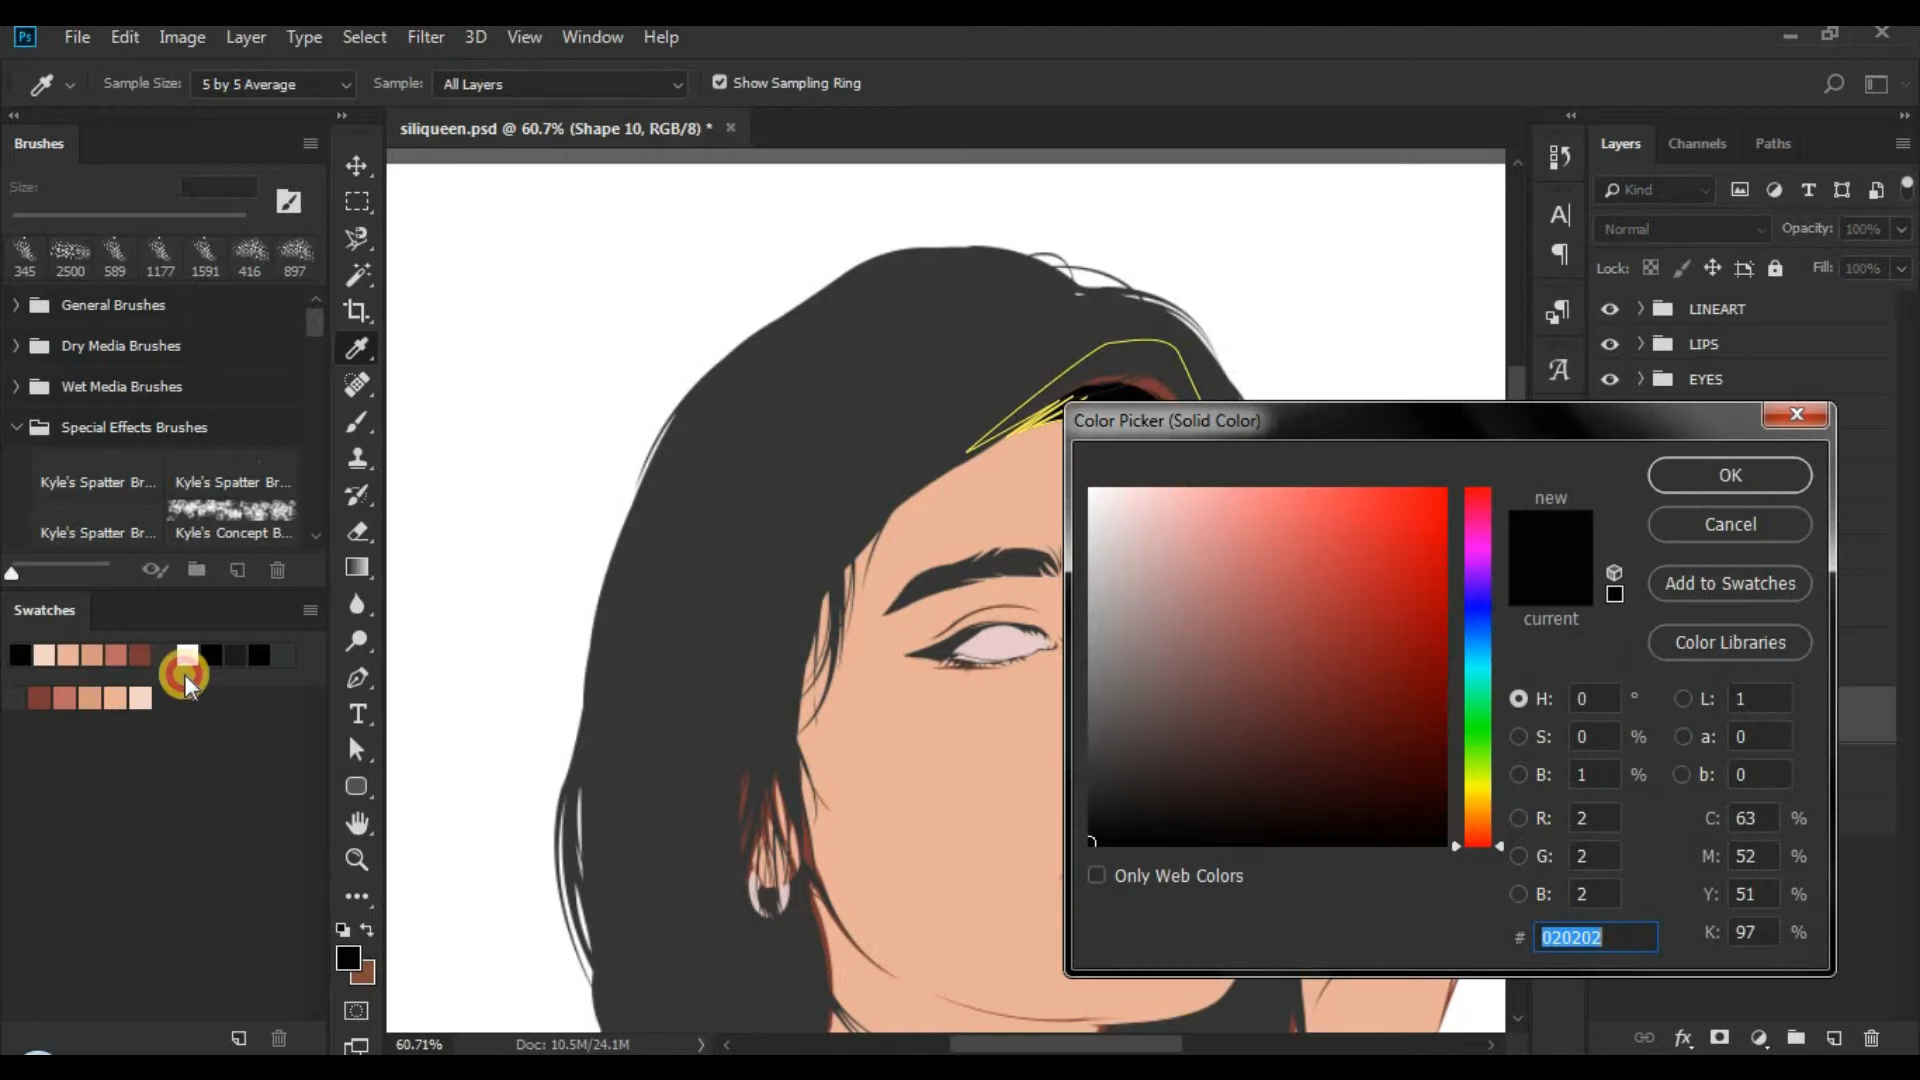 Ps File Edit Image Layer Type Select Filter 3D View Window Help
Sample Size: 5 by 5 Average Sample: All Layers Show Sampling Ring
siliqueen.psd @ 60.7% (Shape 10, RGB/8) *
Brushes
Size:
345 2500 589 1177 1591 416 897
General Brushes
Dry Media Brushes
Wet Media Brushes
Special Effects Brushes
Kyle's Spatter Br... Kyle's Spatter Br...
Kyle's Spatter Br... Kyle's Concept B...
Swatches
Layers Channels Paths
Kind
Normal Opacity: 100%
Lock: Fill: 100%
LINEART
LIPS
EYES
Color Picker (Solid Color)
new
current
OK
Cancel
Add to Swatches
Color Libraries
H: 0 ° L: 1
S: 0 % a: 0
B: 1 % b: 0
R: 2 C: 63 %
G: 2 M: 52 %
B: 2 Y: 51 %
# 020202 K: 97 %
Only Web Colors
60.71% Doc: 10.5M/24.1M